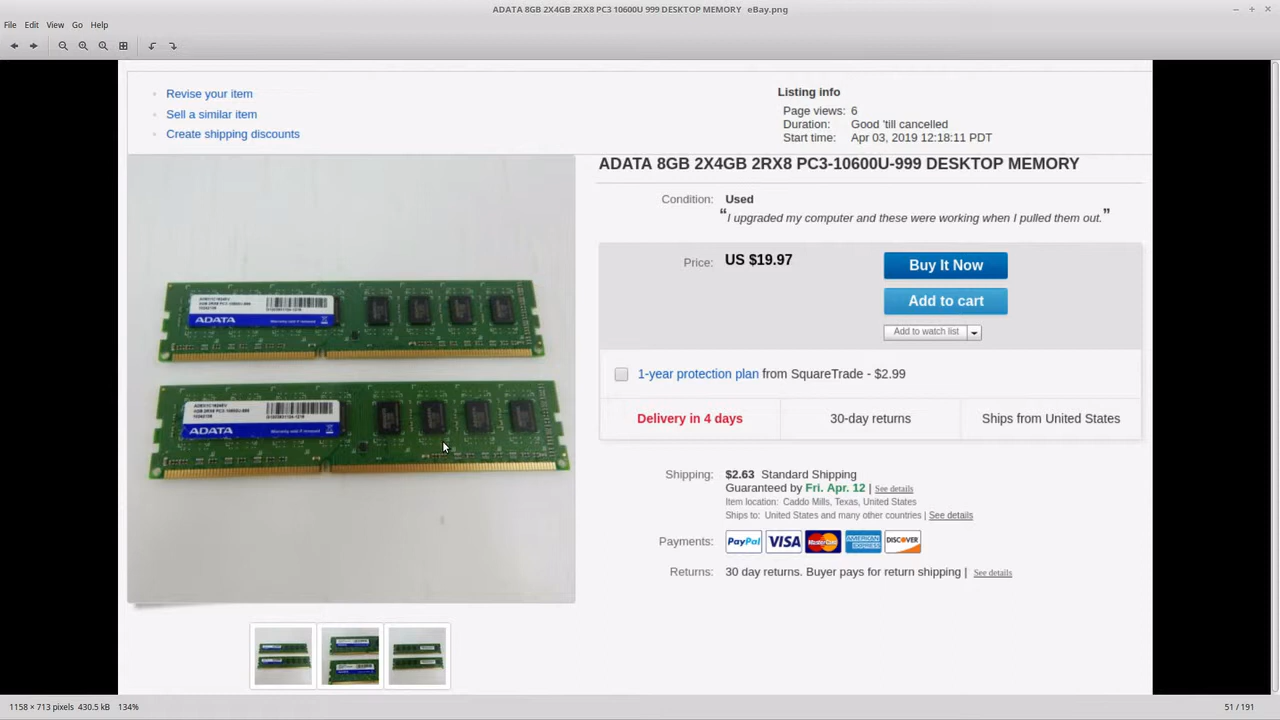 ADATA 8GB 2X4GB 2RX8 PC3 10600U 999 DESKTOP MEMORY eBay.png
File Edit View Go Help
Revise your item
Sell a similar item
Create shipping discounts
Listing info
Page views: 6
Duration: Good 'till cancelled
Start time: Apr 03, 2019 12:18:11 PDT
ADATA 8GB 2X4GB 2RX8 PC3-10600U-999 DESKTOP MEMORY
Condition: Used
“I upgraded my computer and these were working when I pulled them out.”
Price: US $19.97
Buy It Now
Add to cart
Add to watch list
1-year protection plan from SquareTrade - $2.99
Delivery in 4 days 30-day returns Ships from United States
Shipping: $2.63 Standard Shipping
Guaranteed by Fri. Apr. 12 | See details
Item location: Caddo Mills, Texas, United States
Ships to: United States and many other countries | See details
Payments: PayPal VISA MasterCard AMERICAN EXPRESS DISCOVER
Returns: 30 day returns. Buyer pays for return shipping | See details
ADATA
ADATA
1158 × 713 pixels 430.5 kB 134%
51 / 191